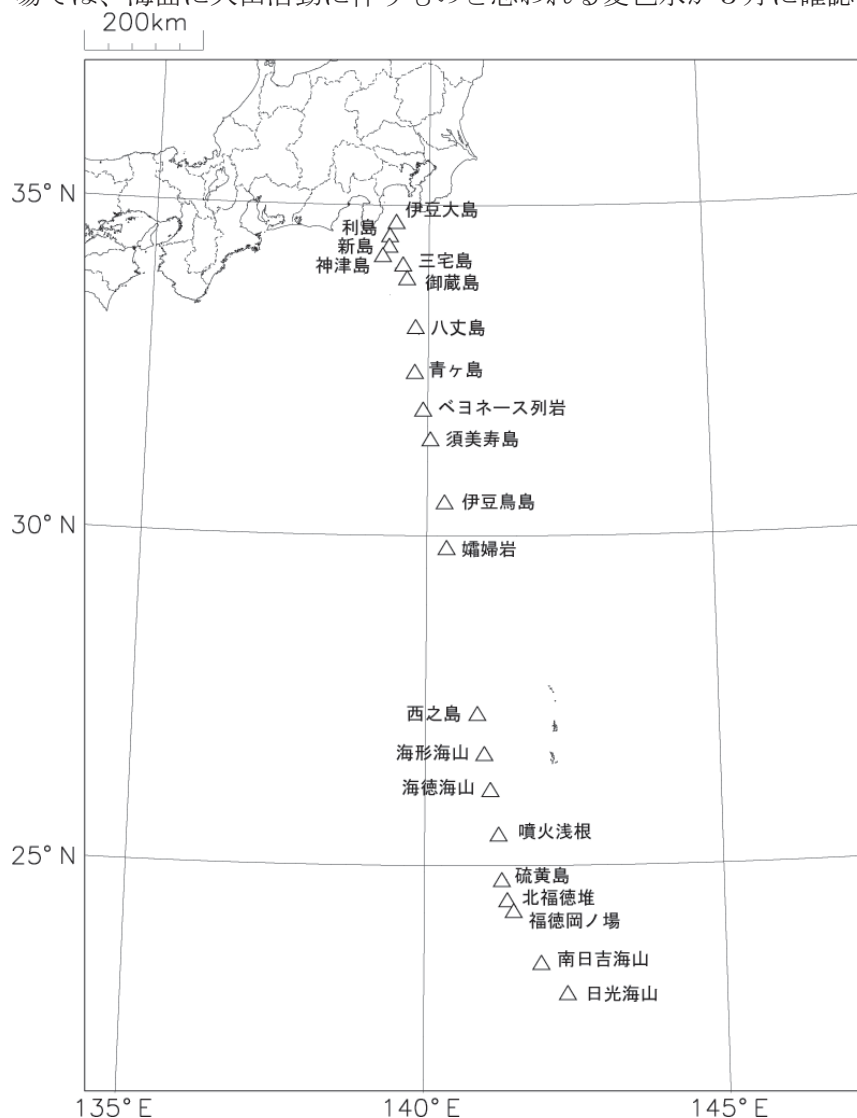 200km
35°N
伊豆大島
利島
新島
神津島
三宅島
御蔵島
八丈島
青ヶ島
ベヨネース列岩
須美寿島
伊豆鳥島
30°N
孀婦岩
西之島
海形海山
海徳海山
噴火浅根
25°N
硫黄島
北福徳堆
福徳岡ノ場
南日吉海山
日光海山
135°E
140°E
145°E